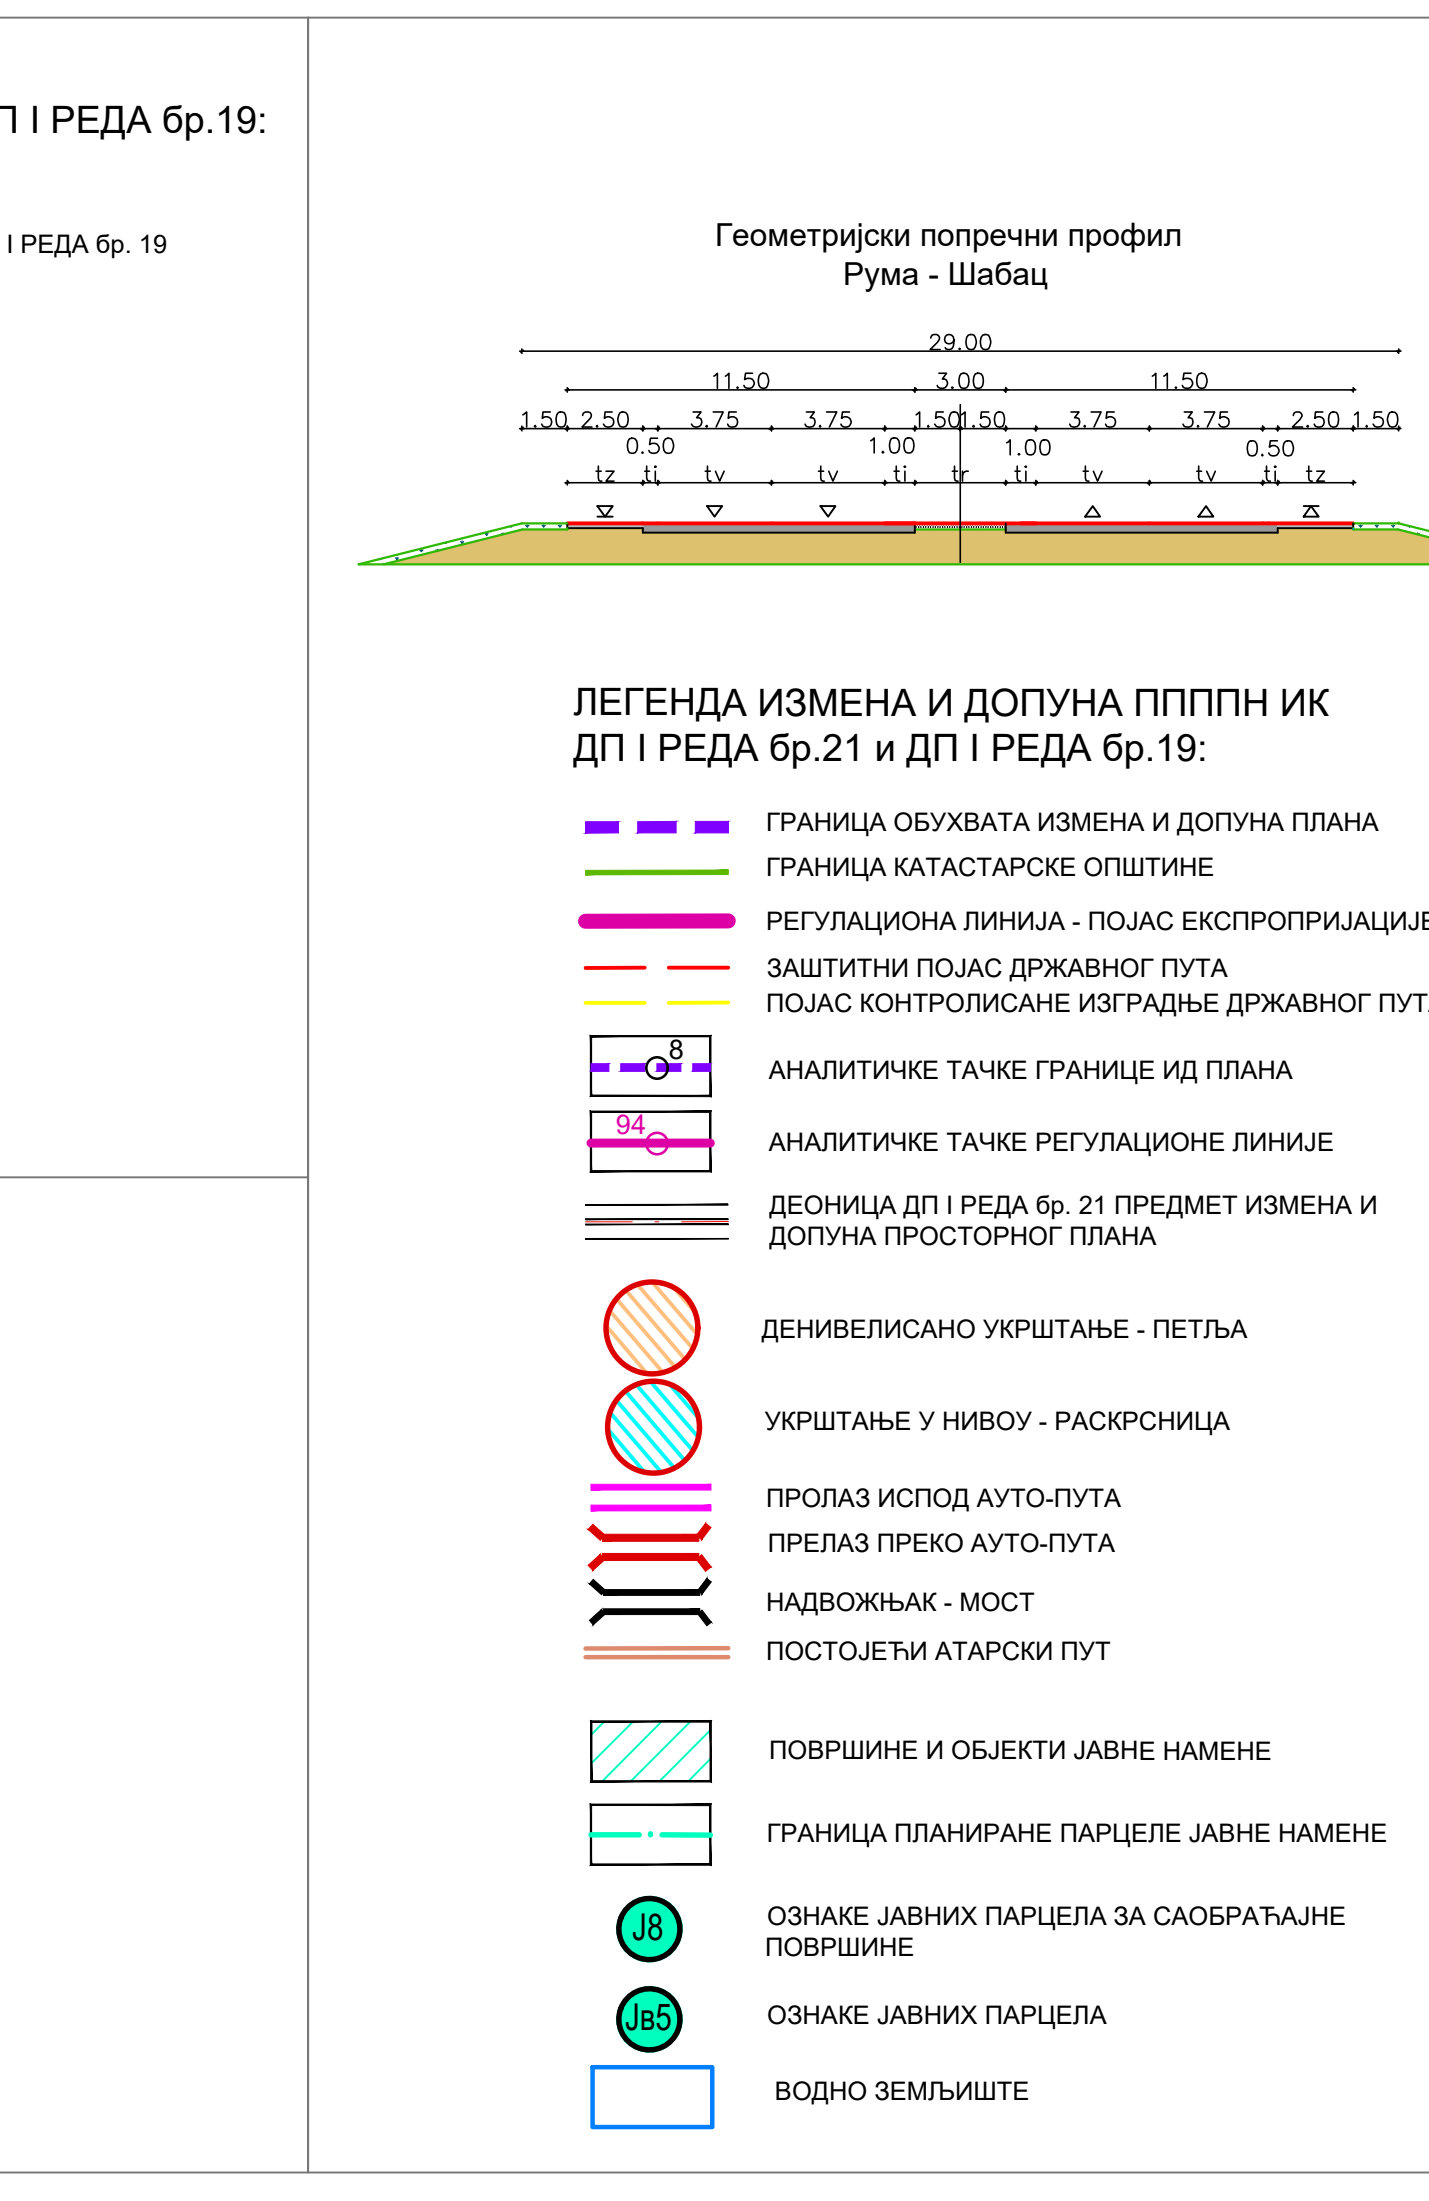 П I РЕДА бр.19:
I РЕДА бр. 19
Геометријски попречни профил
Рума - Шабац
29.00
11.50 3.00 11.50
1.50 2.50 3.75 3.75 1.50 1.50 3.75 3.75 2.50 1.50
0.50 1.00 1.00 0.50
tz ti tv tv ti tr ti tv tv ti tz
ЛЕГЕНДА ИЗМЕНА И ДОПУНА ПППППН ИК
ДП I РЕДА бр.21 и ДП I РЕДА бр.19:
ГРАНИЦА ОБУХВАТА ИЗМЕНА И ДОПУНА ПЛАНА
ГРАНИЦА КАТАСТАРСКЕ ОПШТИНЕ
РЕГУЛАЦИОНА ЛИНИЈА - ПОЈАС ЕКСПРОПРИЈАЦИЈЕ
ЗАШТИТНИ ПОЈАС ДРЖАВНОГ ПУТА
ПОЈАС КОНТРОЛИСАНЕ ИЗГРАДЊЕ ДРЖАВНОГ ПУТА
8
АНАЛИТИЧКЕ ТАЧКЕ ГРАНИЦЕ ИД ПЛАНА
94
АНАЛИТИЧКЕ ТАЧКЕ РЕГУЛАЦИОНЕ ЛИНИЈЕ
ДЕОНИЦА ДП I РЕДА бр. 21 ПРЕДМЕТ ИЗМЕНА И
ДОПУНА ПРОСТОРНОГ ПЛАНА
ДЕНИВЕЛИСАНО УКРШТАЊЕ - ПЕТЉА
УКРШТАЊЕ У НИВОУ - РАСКРСНИЦА
ПРОЛАЗ ИСПОД АУТО-ПУТА
ПРЕЛАЗ ПРЕКО АУТО-ПУТА
НАДВОЖЊАК - МОСТ
ПОСТОЈЕЋИ АТАРСКИ ПУТ
ПОВРШИНЕ И ОБЈЕКТИ ЈАВНЕ НАМЕНЕ
ГРАНИЦА ПЛАНИРАНЕ ПАРЦЕЛЕ ЈАВНЕ НАМЕНЕ
Ј8
ОЗНАКЕ ЈАВНИХ ПАРЦЕЛА ЗА САОБРАЋАЈНЕ
ПОВРШИНЕ
Јв5
ОЗНАКЕ ЈАВНИХ ПАРЦЕЛА
ВОДНО ЗЕМЉИШТЕ